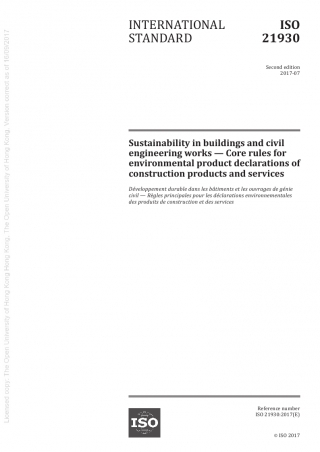 INTERNATIONAL
STANDARD
ISO
21930
Second edition
2017-07
Sustainability in buildings and civil
engineering works — Core rules for
environmental product declarations of
construction products and services
Développement durable dans les bâtiments et les ouvrages de génie
civil — Règles principales pour les déclarations environnementales
des produits de construction et des services
Licensed copy: The Open University of Hong Kong, The Open University of Hong Kong, Version correct as of 18/09/2017
Reference number
ISO 21930:2017(E)
ISO
© ISO 2017